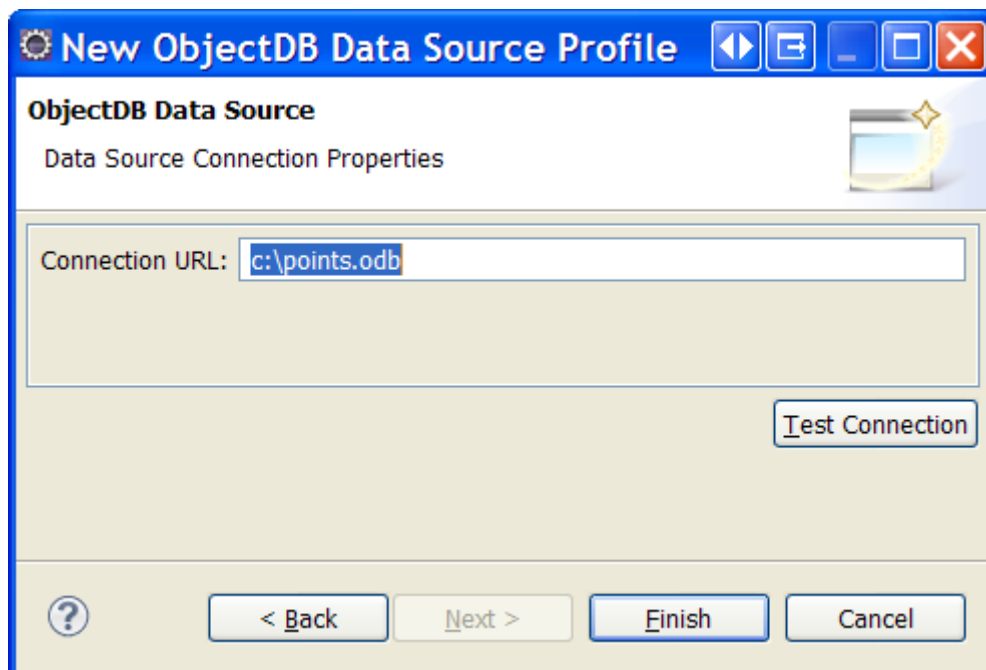 New ObjectDB Data Source Profile
ObjectDB Data Source
Data Source Connection Properties
Connection URL: c:\points.odb
Test Connection
? < Back Next > Finish Cancel